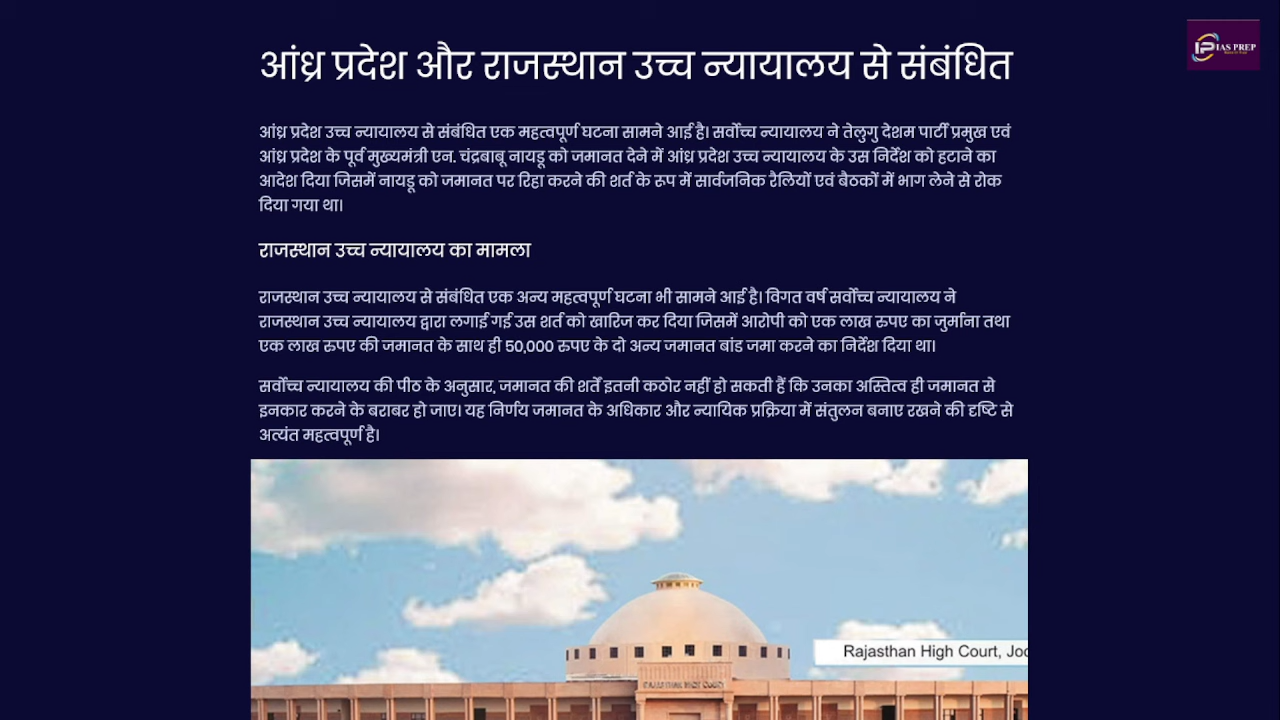 IAS PREP
आंध्र प्रदेश और राजस्थान उच्च न्यायालय से संबंधित
आंध्र प्रदेश उच्च न्यायालय से संबंधित एक महत्वपूर्ण घटना सामने आई है। सर्वोच्च न्यायालय ने तेलुगु देशम पार्टी प्रमुख एवं
आंध्र प्रदेश के पूर्व मुख्यमंत्री एन. चंद्रबाबू नायडू को जमानत देने में आंध्र प्रदेश उच्च न्यायालय के उस निर्देश को हटाने का
आदेश दिया जिसमें नायडू को जमानत पर रिहा करने की शर्त के रूप में सार्वजनिक रैलियों एवं बैठकों में भाग लेने से रोक
दिया गया था।
राजस्थान उच्च न्यायालय का मामला
राजस्थान उच्च न्यायालय से संबंधित एक अन्य महत्वपूर्ण घटना भी सामने आई है। विगत वर्ष सर्वोच्च न्यायालय ने
राजस्थान उच्च न्यायालय द्वारा लगाई गई उस शर्त को खारिज कर दिया जिसमें आरोपी को एक लाख रुपए का जुर्माना तथा
एक लाख रुपए की जमानत के साथ ही 50,000 रुपए के दो अन्य जमानत बांड जमा करने का निर्देश दिया था।
सर्वोच्च न्यायालय की पीठ के अनुसार, जमानत की शर्तें इतनी कठोर नहीं हो सकती हैं कि उनका अस्तित्व ही जमानत से
इनकार करने के बराबर हो जाए। यह निर्णय जमानत के अधिकार और न्यायिक प्रक्रिया में संतुलन बनाए रखने की दृष्टि से
अत्यंत महत्वपूर्ण है।
Rajasthan High Court, Jo
RAJASTHAN HIGH COURT